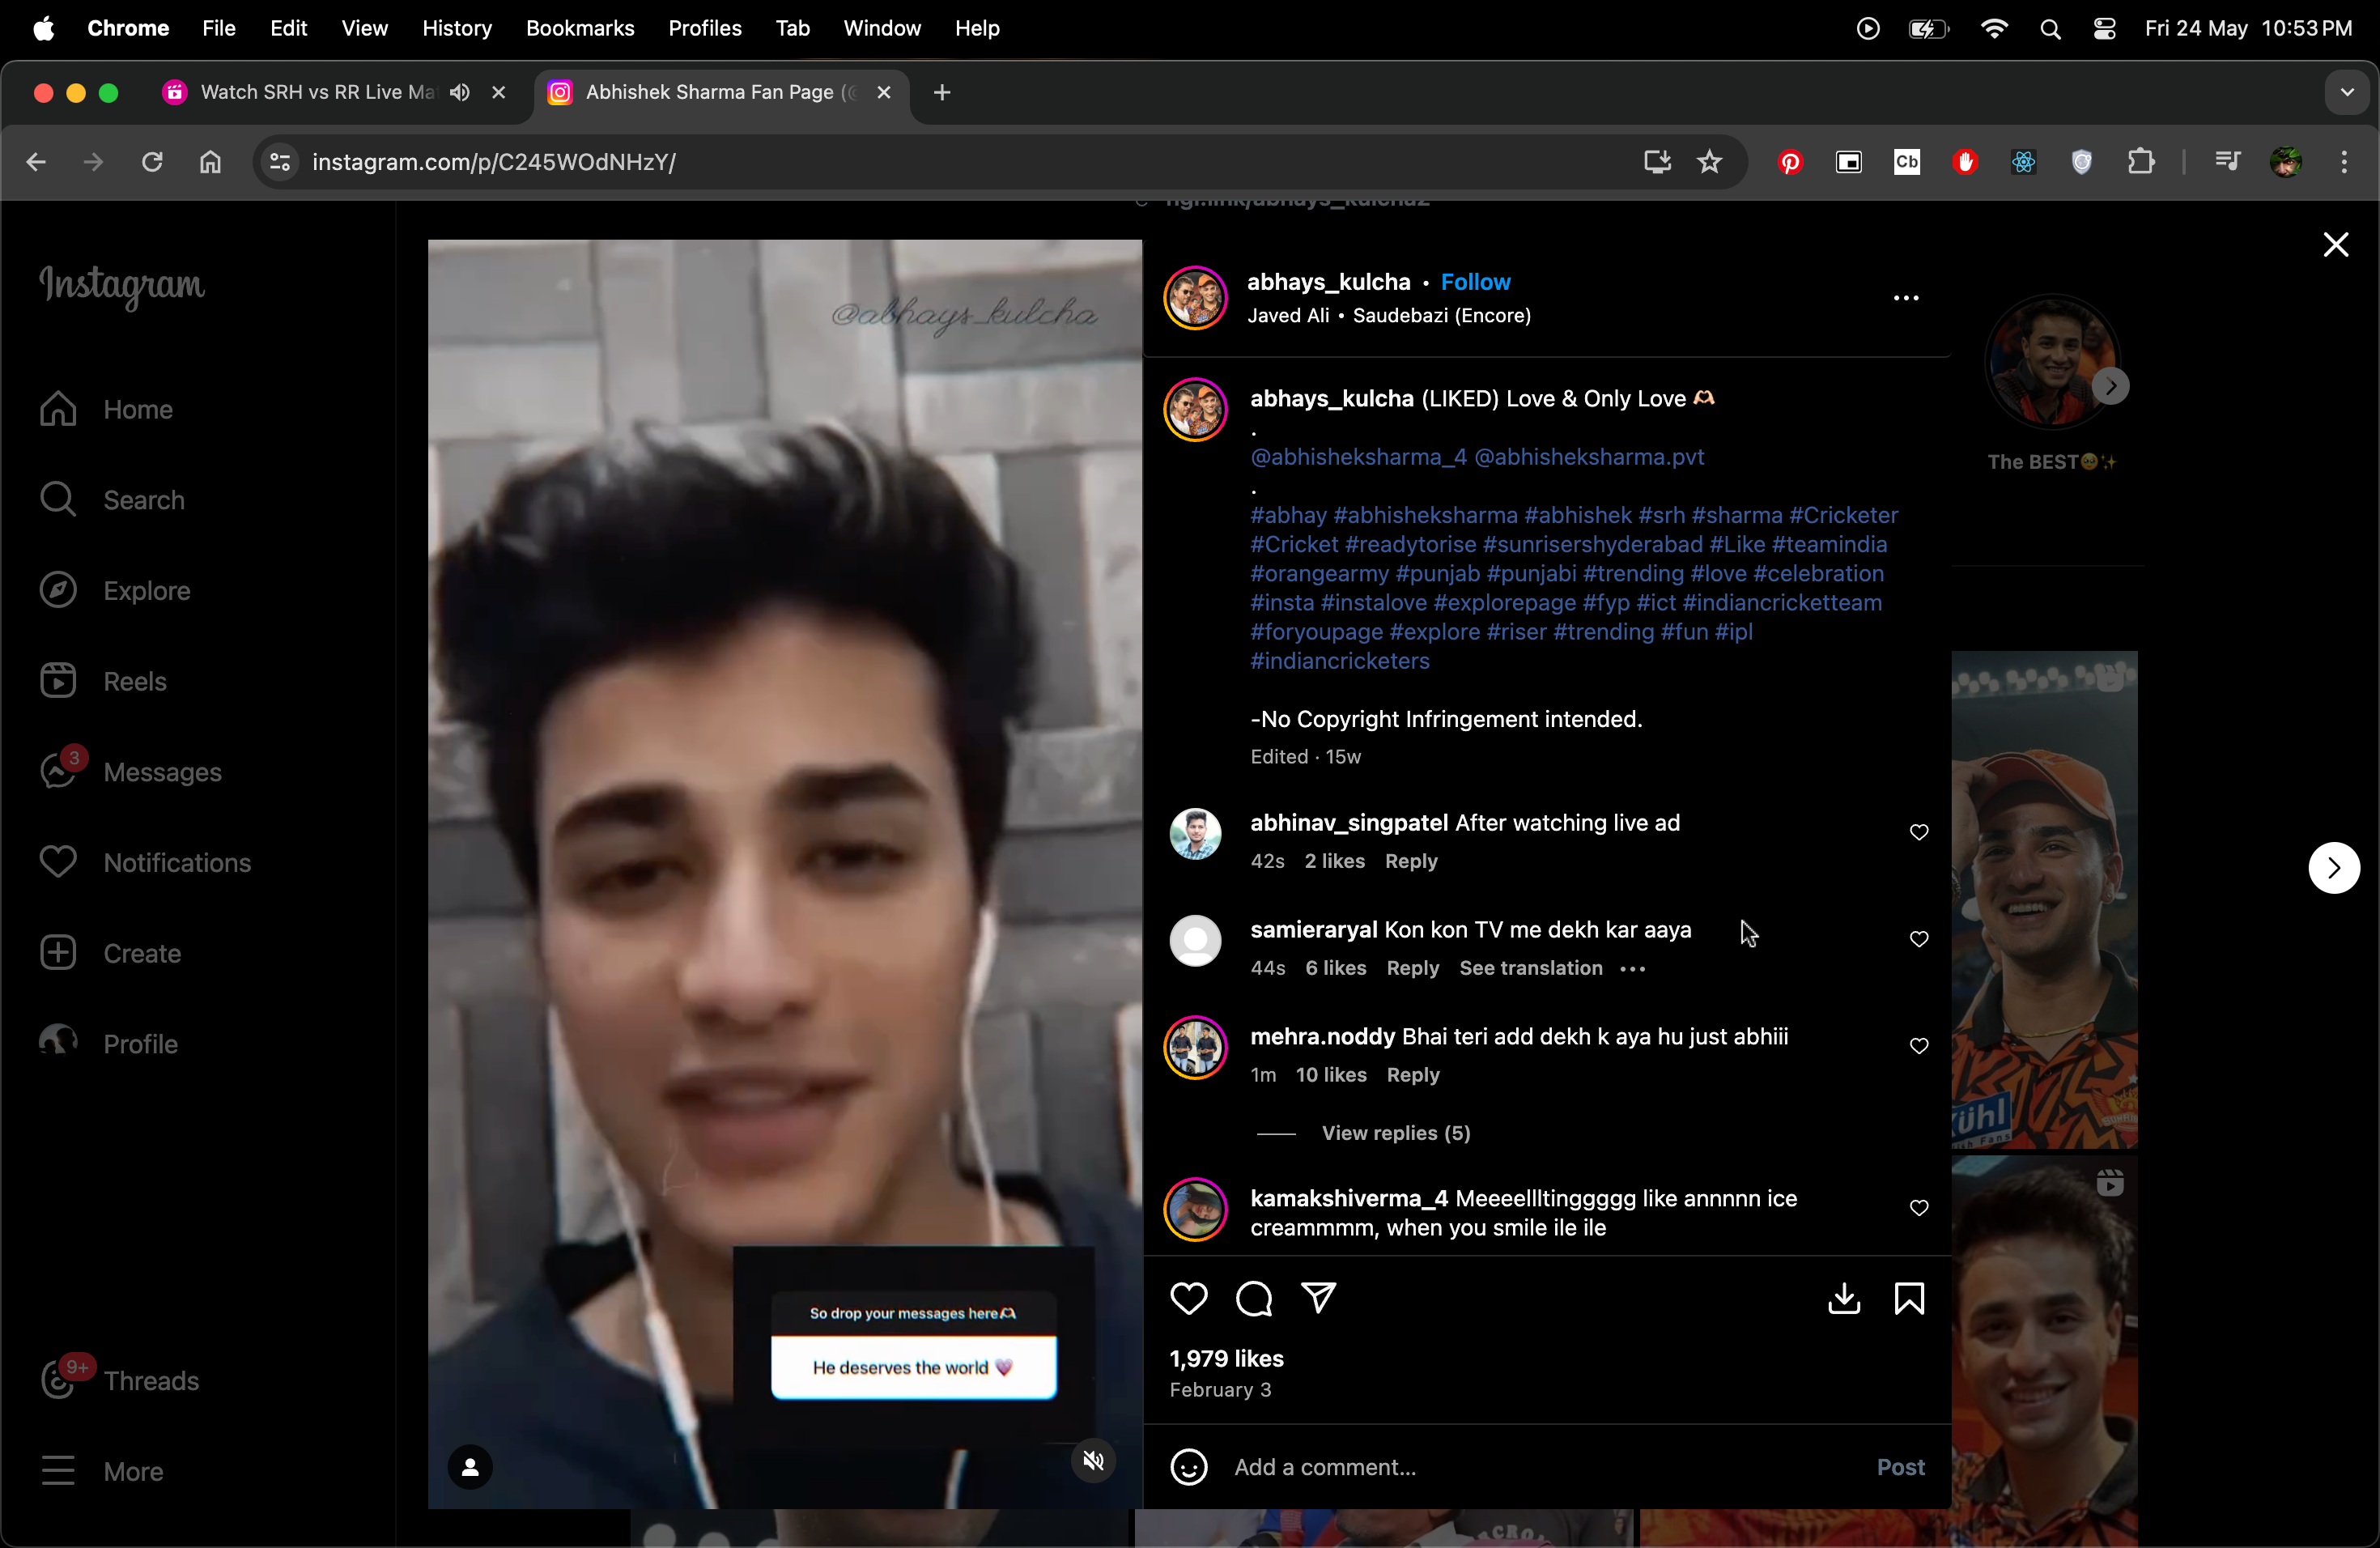 Chrome File Edit View History Bookmarks Profiles Tab Window Help
Fri 24 May 10:53 PM
Watch SRH vs RR Live Ma
Abhishek Sharma Fan Page (@
instagram.com/p/C245WOdNHzY/
Cb
Instagram
Home
Search
Explore
Reels
3
Messages
Notifications
Create
Profile
9+
Threads
More
@abhays_kulcha
So drop your messages here🫶🏻
He deserves the world 💗
abhays_kulcha • Follow
Javed Ali • Saudebazi (Encore)
abhays_kulcha (LIKED) Love & Only Love 🫶🏻
.
@abhisheksharma_4 @abhisheksharma.pvt
.
#abhay #abhisheksharma #abhishek #srh #sharma #Cricketer
#Cricket #readytorise #sunrisershyderabad #Like #teamindia
#orangearmy #punjab #punjabi #trending #love #celebration
#insta #instalove #explorepage #fyp #ict #indiancricketteam
#foryoupage #explore #riser #trending #fun #ipl
#indiancricketers
-No Copyright Infringement intended.
Edited · 15w
abhinav_singpatel After watching live ad
42s 2 likes Reply
samieraryal Kon kon TV me dekh kar aaya
44s 6 likes Reply See translation
mehra.noddy Bhai teri add dekh k aya hu just abhiii
1m 10 likes Reply
View replies (5)
kamakshiverma_4 Meeeellltinggggg like annnnn ice
creammmm, when you smile ile ile
1,979 likes
February 3
Add a comment...
Post
The BEST🥹✨